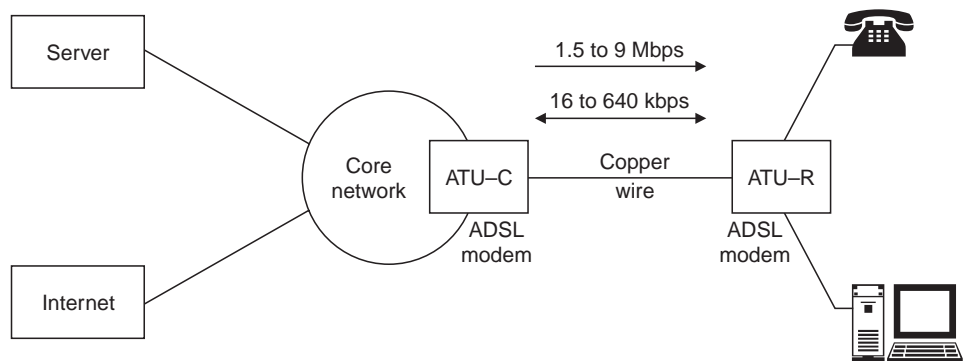 Server
1.5 to 9 Mbps
16 to 640 kbps
Core
network
ATU–C
Copper
wire
ATU–R
ADSL
modem
ADSL
modem
Internet